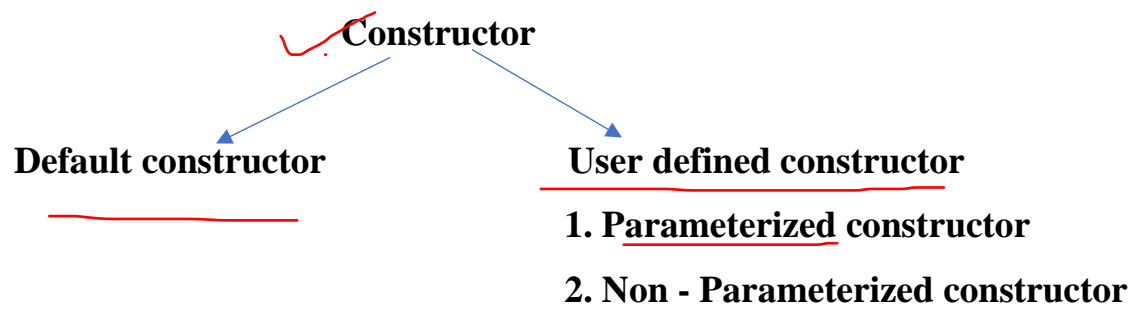 Constructor
Default constructor
User defined constructor
1. Parameterized constructor
2. Non - Parameterized constructor